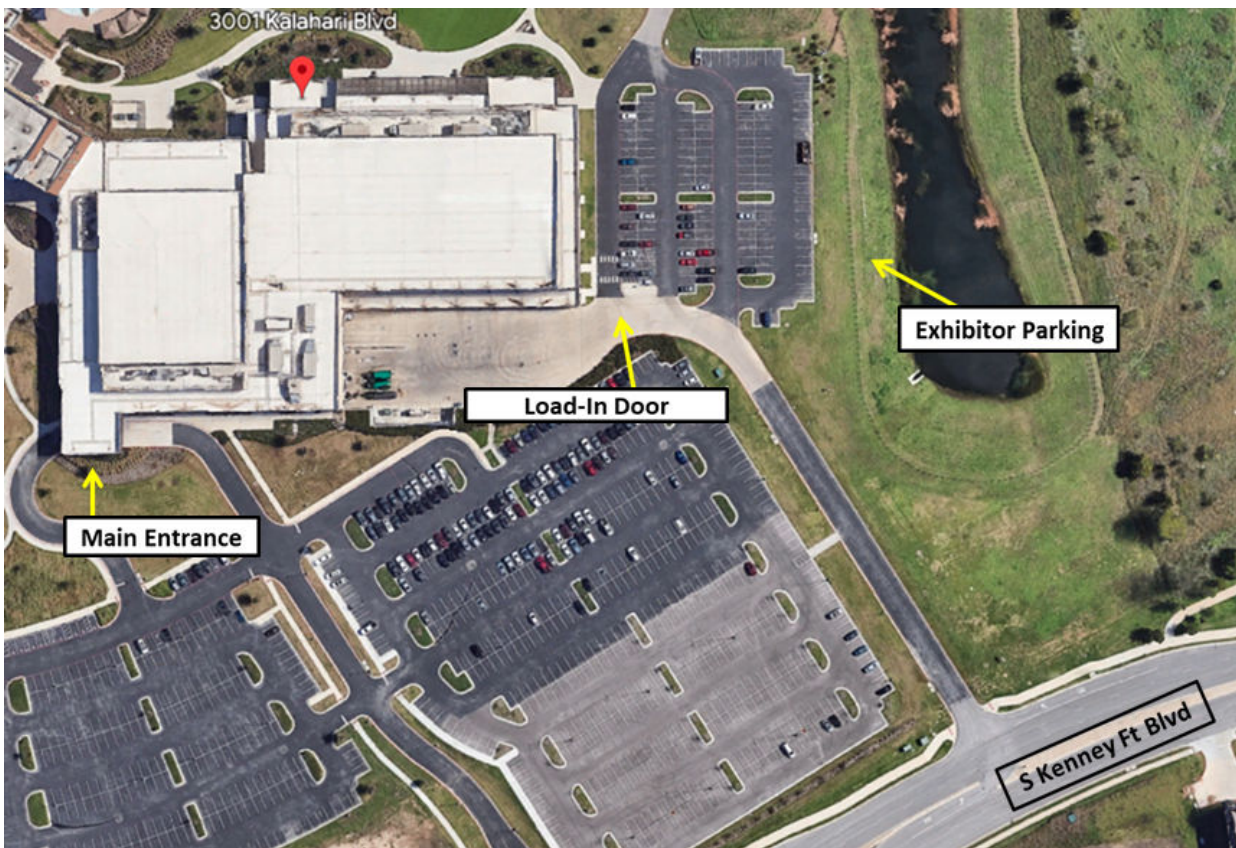 3001 Kalahari Blvd
Exhibitor Parking
Load-In Door
Main Entrance
S Kenney Ft Blvd